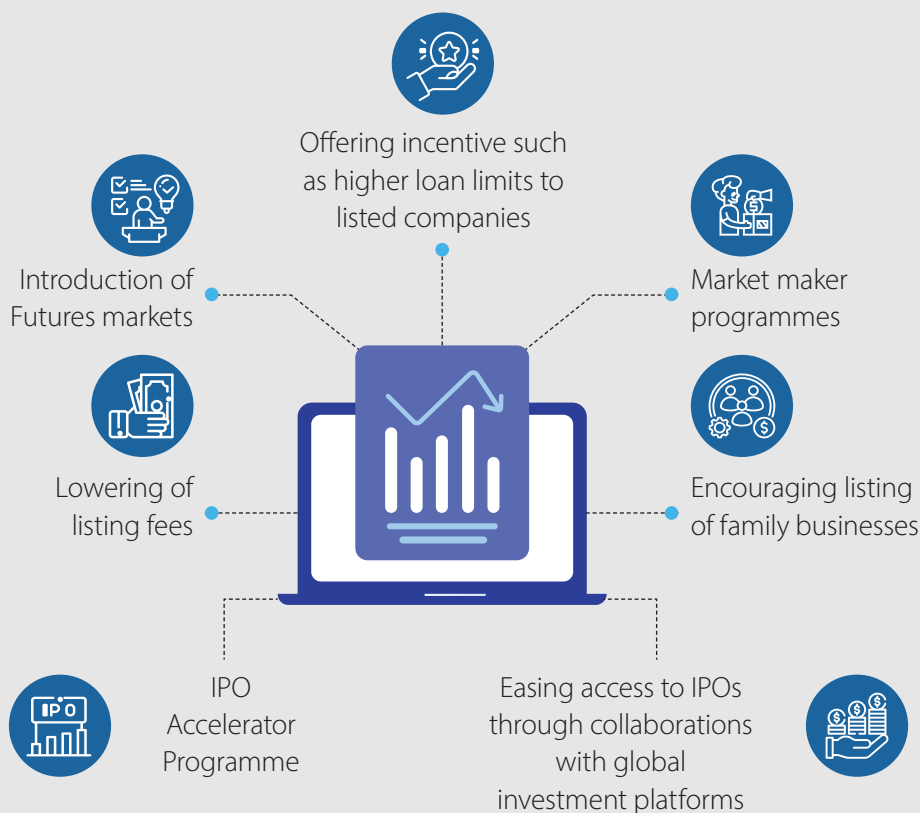 Offering incentive such
as higher loan limits to
listed companies
Introduction of
Futures markets
Market maker
programmes
Lowering of
listing fees
Encouraging listing
of family businesses
IPO
IPO
Accelerator
Programme
Easing access to IPOs
through collaborations
with global
investment platforms